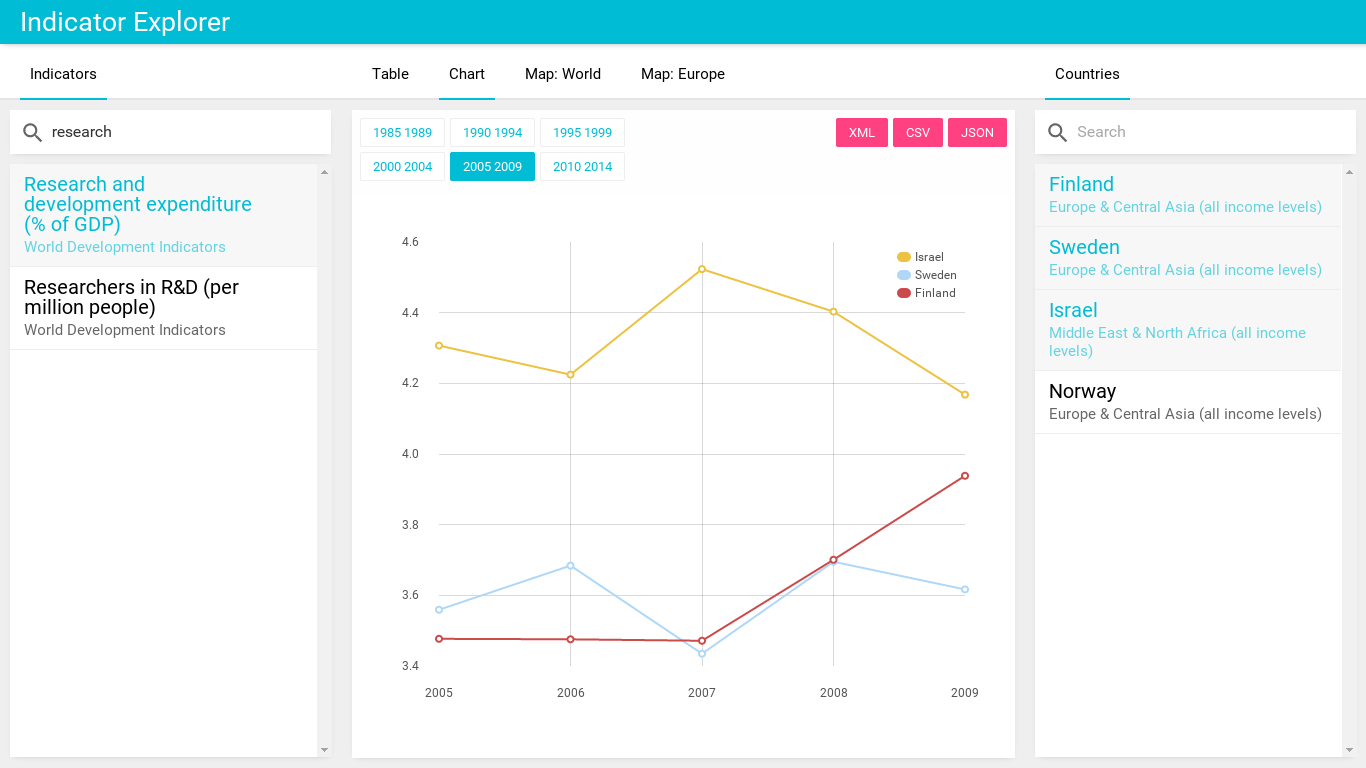 Indicator Explorer
Indicators
Table
Chart
Map: World
Map: Europe
Countries
research
1985 1989
1990 1994
1995 1999
XML
CSV
JSON
2000 2004
2005 2009
2010 2014
Search
Research and
development expenditure
(% of GDP)
World Development Indicators
Researchers in R&D (per
million people)
World Development Indicators
4.6
4.4
4.2
4.0
3.8
3.6
3.4
2005
2006
2007
2008
2009
Israel
Sweden
Finland
Finland
Europe & Central Asia (all income levels)
Sweden
Europe & Central Asia (all income levels)
Israel
Middle East & North Africa (all income
levels)
Norway
Europe & Central Asia (all income levels)